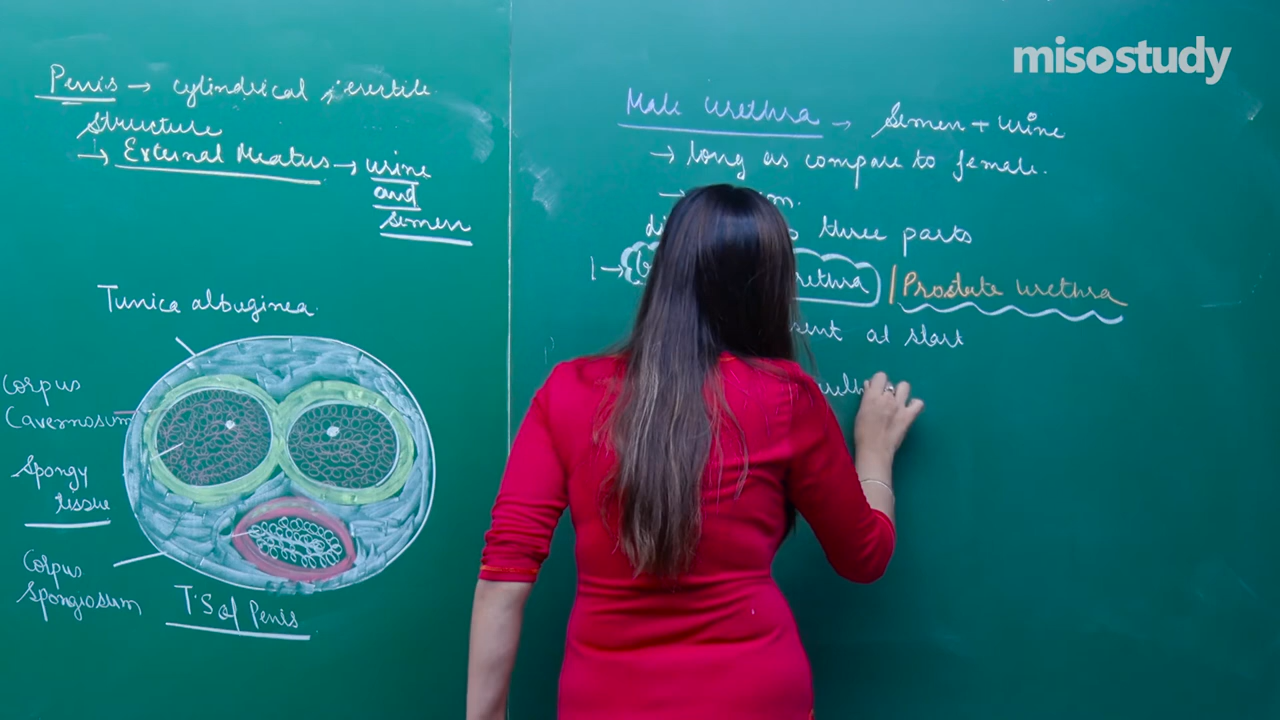 misostudy
Penis → cylindrical, erectile
structure
→ External Meatus → urine
and
semen
Tunica albuginea.
Corpus
Cavernosum
Spongy
tissue
Corpus
Spongiosum
T.S of Penis
Male urethra → Semen + urine
→ long as compare to female.
→
three parts
1→ | Prostate urethra
at start